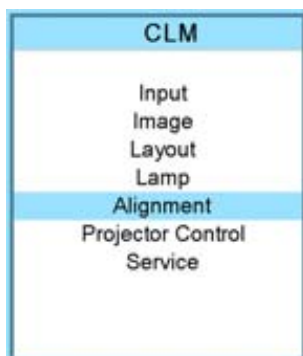 CLM
Input
Image
Layout
Lamp
Alignment
Projector Control
Service